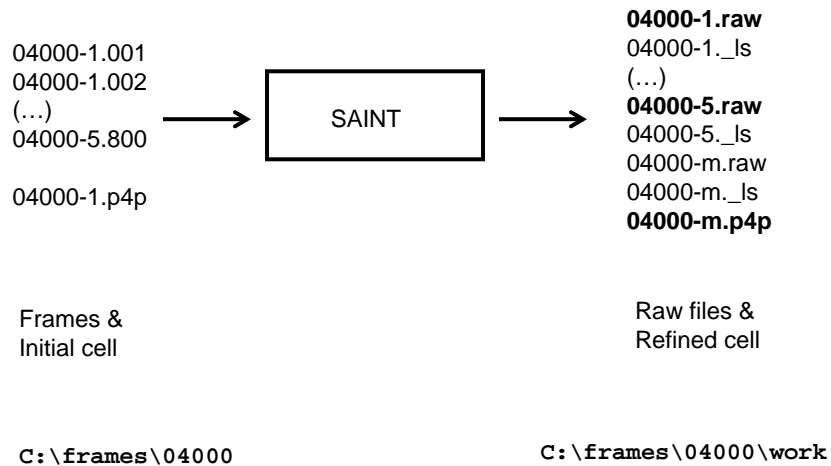 04000-1.001
04000-1.002
(…)
04000-5.800
04000-1.p4p
SAINT
04000-1.raw
04000-1._ls
(…)
04000-5.raw
04000-5._ls
04000-m.raw
04000-m._ls
04000-m.p4p
Frames &
Initial cell
Raw files &
Refined cell
C:\frames\04000
C:\frames\04000\work